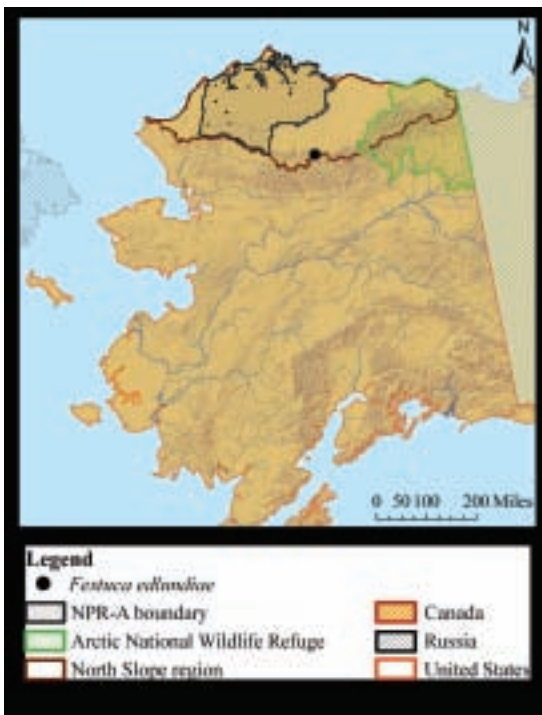 N
0 50 100 200 Miles
Legend
Festuca edlundiae
NPR-A boundary
Arctic National Wildlife Refuge
North Slope region
Canada
Russia
United States